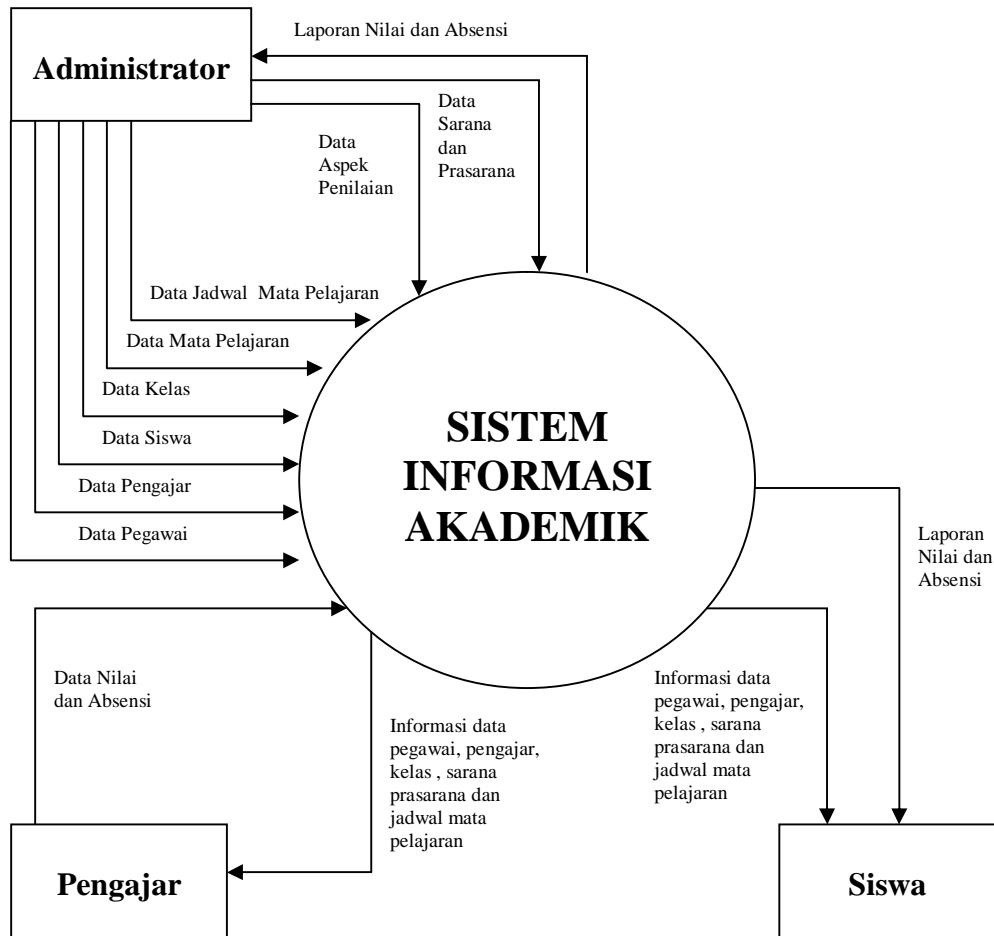 Laporan Nilai dan Absensi
Administrator
Data
Sarana
dan
Prasarana
Data
Aspek
Penilaian
Data Jadwal  Mata Pelajaran
Data Mata Pelajaran
Data Kelas
Data Siswa
Data Pengajar
Data Pegawai
SISTEM
INFORMASI
AKADEMIK
Laporan
Nilai dan
Absensi
Data Nilai
dan Absensi
Informasi data
pegawai, pengajar,
kelas , sarana
prasarana dan
jadwal mata
pelajaran
Informasi data
pegawai, pengajar,
kelas , sarana
prasarana dan
jadwal mata
pelajaran
Pengajar
Siswa